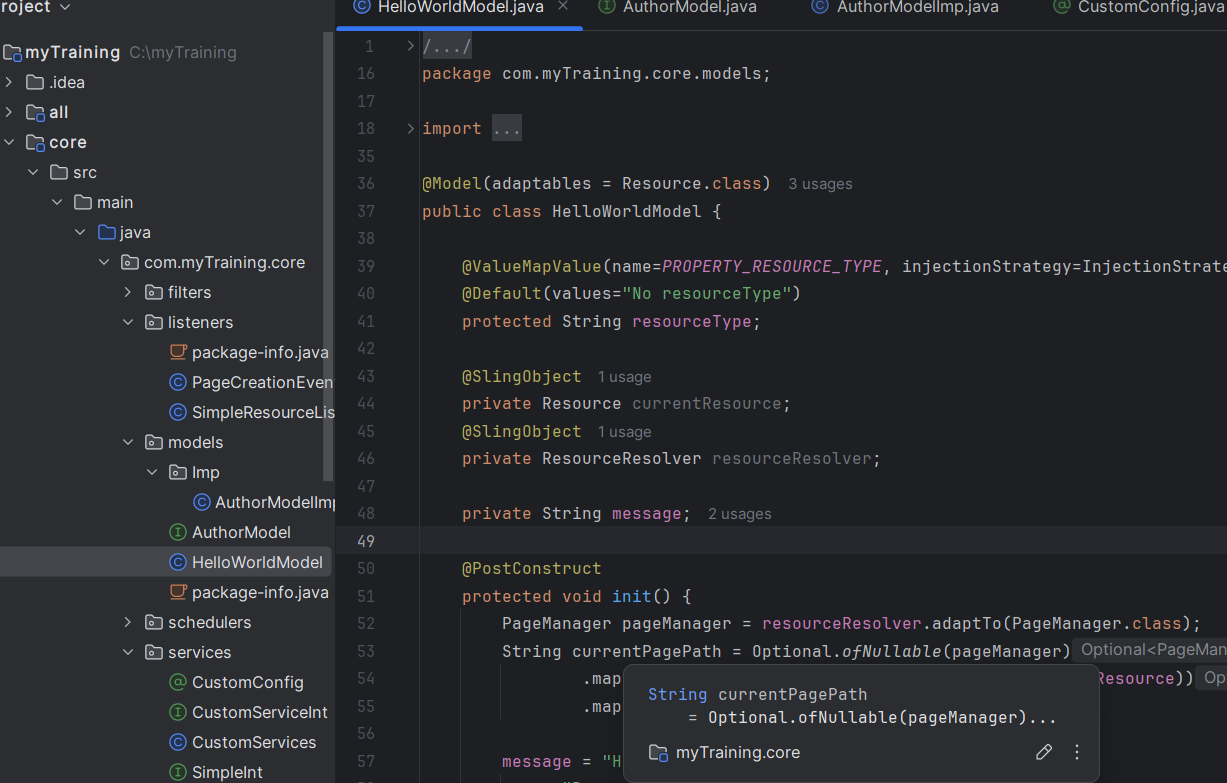 roject
myTraining C:\myTraining
.idea
all
core
src
main
java
com.myTraining.core
filters
listeners
package-info.java
PageCreationEven
SimpleResourceLis
models
Imp
AuthorModelImp
AuthorModel
HelloWorldModel
package-info.java
schedulers
services
CustomConfig
CustomServiceInt
CustomServices
SimpleInt
HelloWorldModel.java AuthorModel.java AuthorModelImp.java CustomConfig.java
1 /.../
16 package com.myTraining.core.models;
17
18 import ...
35
36 @Model(adaptables = Resource.class) 3 usages
37 public class HelloWorldModel {
38
39 @ValueMapValue(name=PROPERTY_RESOURCE_TYPE, injectionStrategy=InjectionStrate
40 @Default(values="No resourceType")
41 protected String resourceType;
42
43 @SlingObject 1 usage
44 private Resource currentResource;
45 @SlingObject 1 usage
46 private ResourceResolver resourceResolver;
47
48 private String message; 2 usages
49
50 @PostConstruct
51 protected void init() {
52 PageManager pageManager = resourceResolver.adaptTo(PageManager.class);
53 String currentPagePath = Optional.ofNullable(pageManager) Optional<PageMan
54 .map Resource)) Op
55 .map
56
57 message = "H
String currentPagePath
= Optional.ofNullable(pageManager)...
myTraining.core